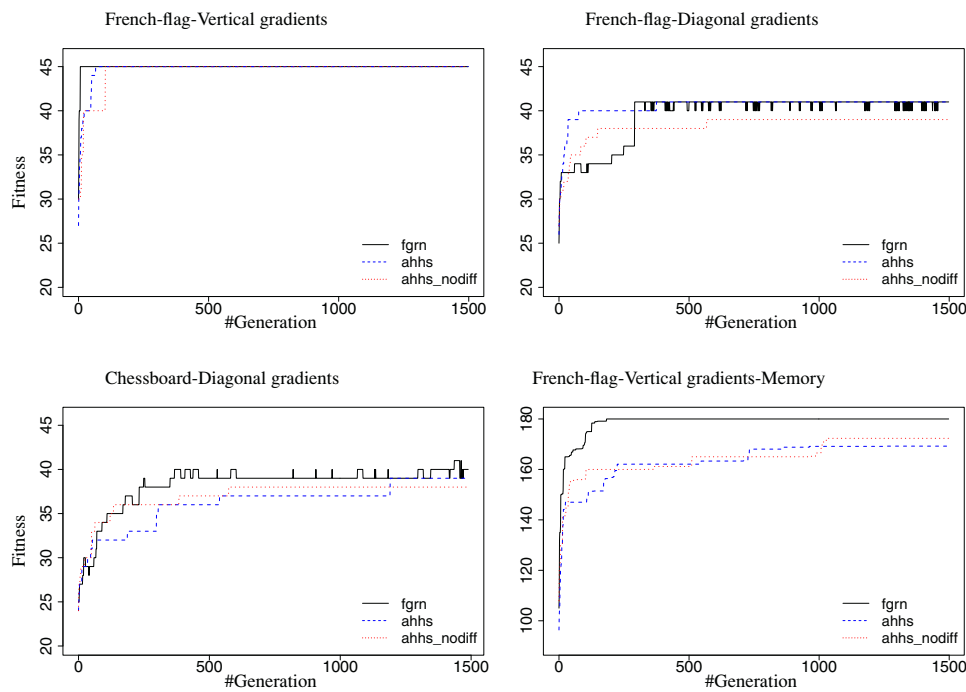 French-flag-Vertical gradients
Fitness
45
40
35
30
25
20
fgrn
ahhs
ahhs_nodiff
0 500 1000 1500
#Generation
French-flag-Diagonal gradients
45
40
35
30
25
20
fgrn
ahhs
ahhs_nodiff
0 500 1000 1500
#Generation
Chessboard-Diagonal gradients
Fitness
45
40
35
30
25
20
fgrn
ahhs
ahhs_nodiff
0 500 1000 1500
#Generation
French-flag-Vertical gradients-Memory
180
160
140
120
100
fgrn
ahhs
ahhs_nodiff
0 500 1000 1500
#Generation